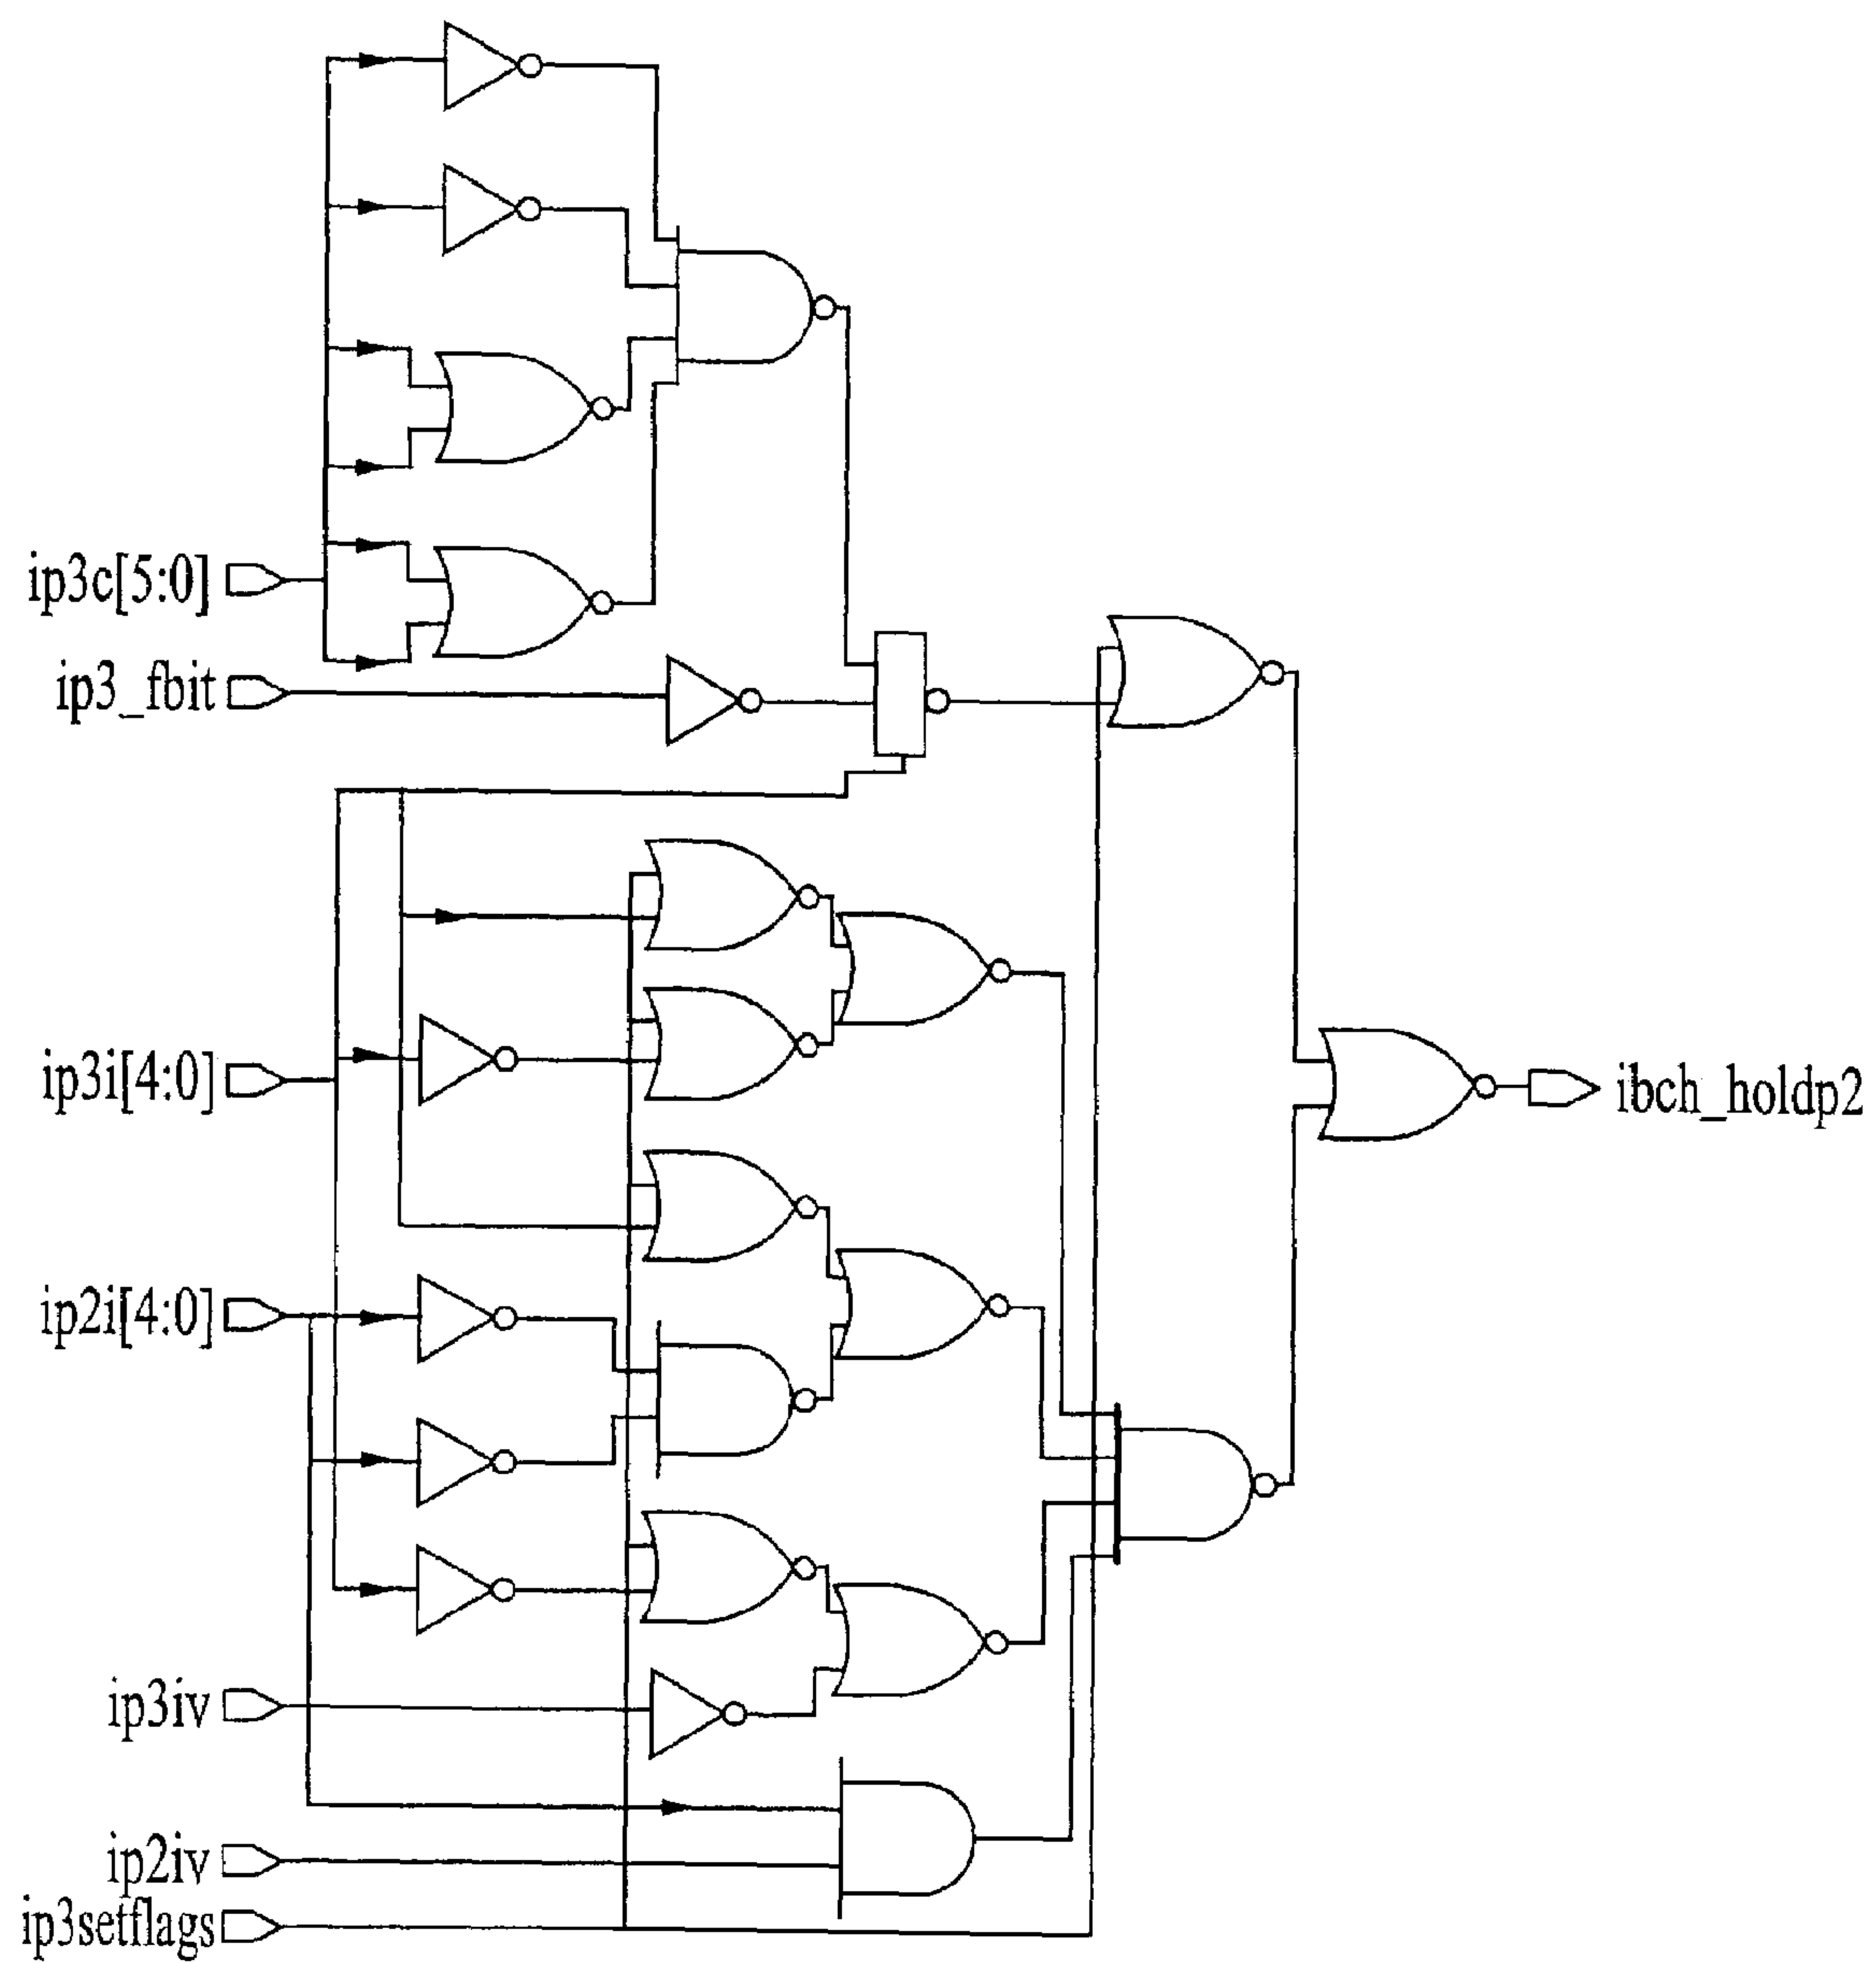 ip3c[5:0]
ip3_fbit
ip3i[4:0]
ibch_holdp2
ip2i[4:0]
ip3iv
ip2iv
ip3setflags